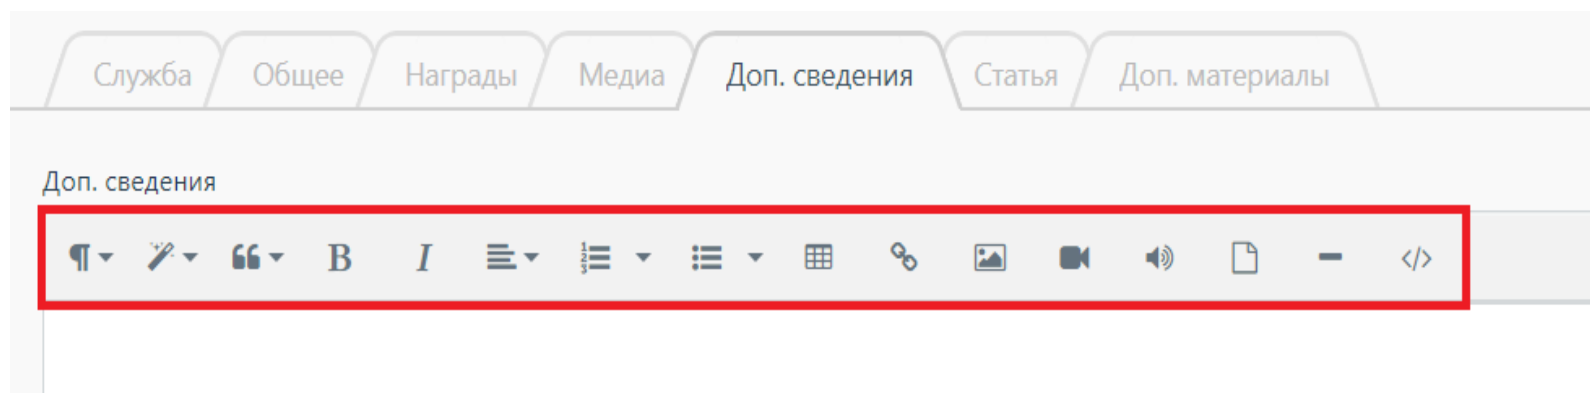 Служба Общее Награды Медиа Доп. сведения Статья Доп. материалы
Доп. сведения
¶ B I </>